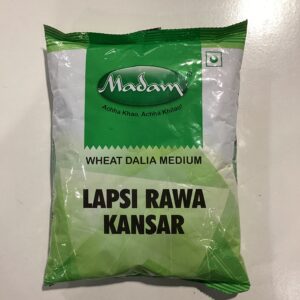 Madam
Achha Khao, Achha Khilao!
WHEAT DALIA MEDIUM
LAPSI RAWA
KANSAR